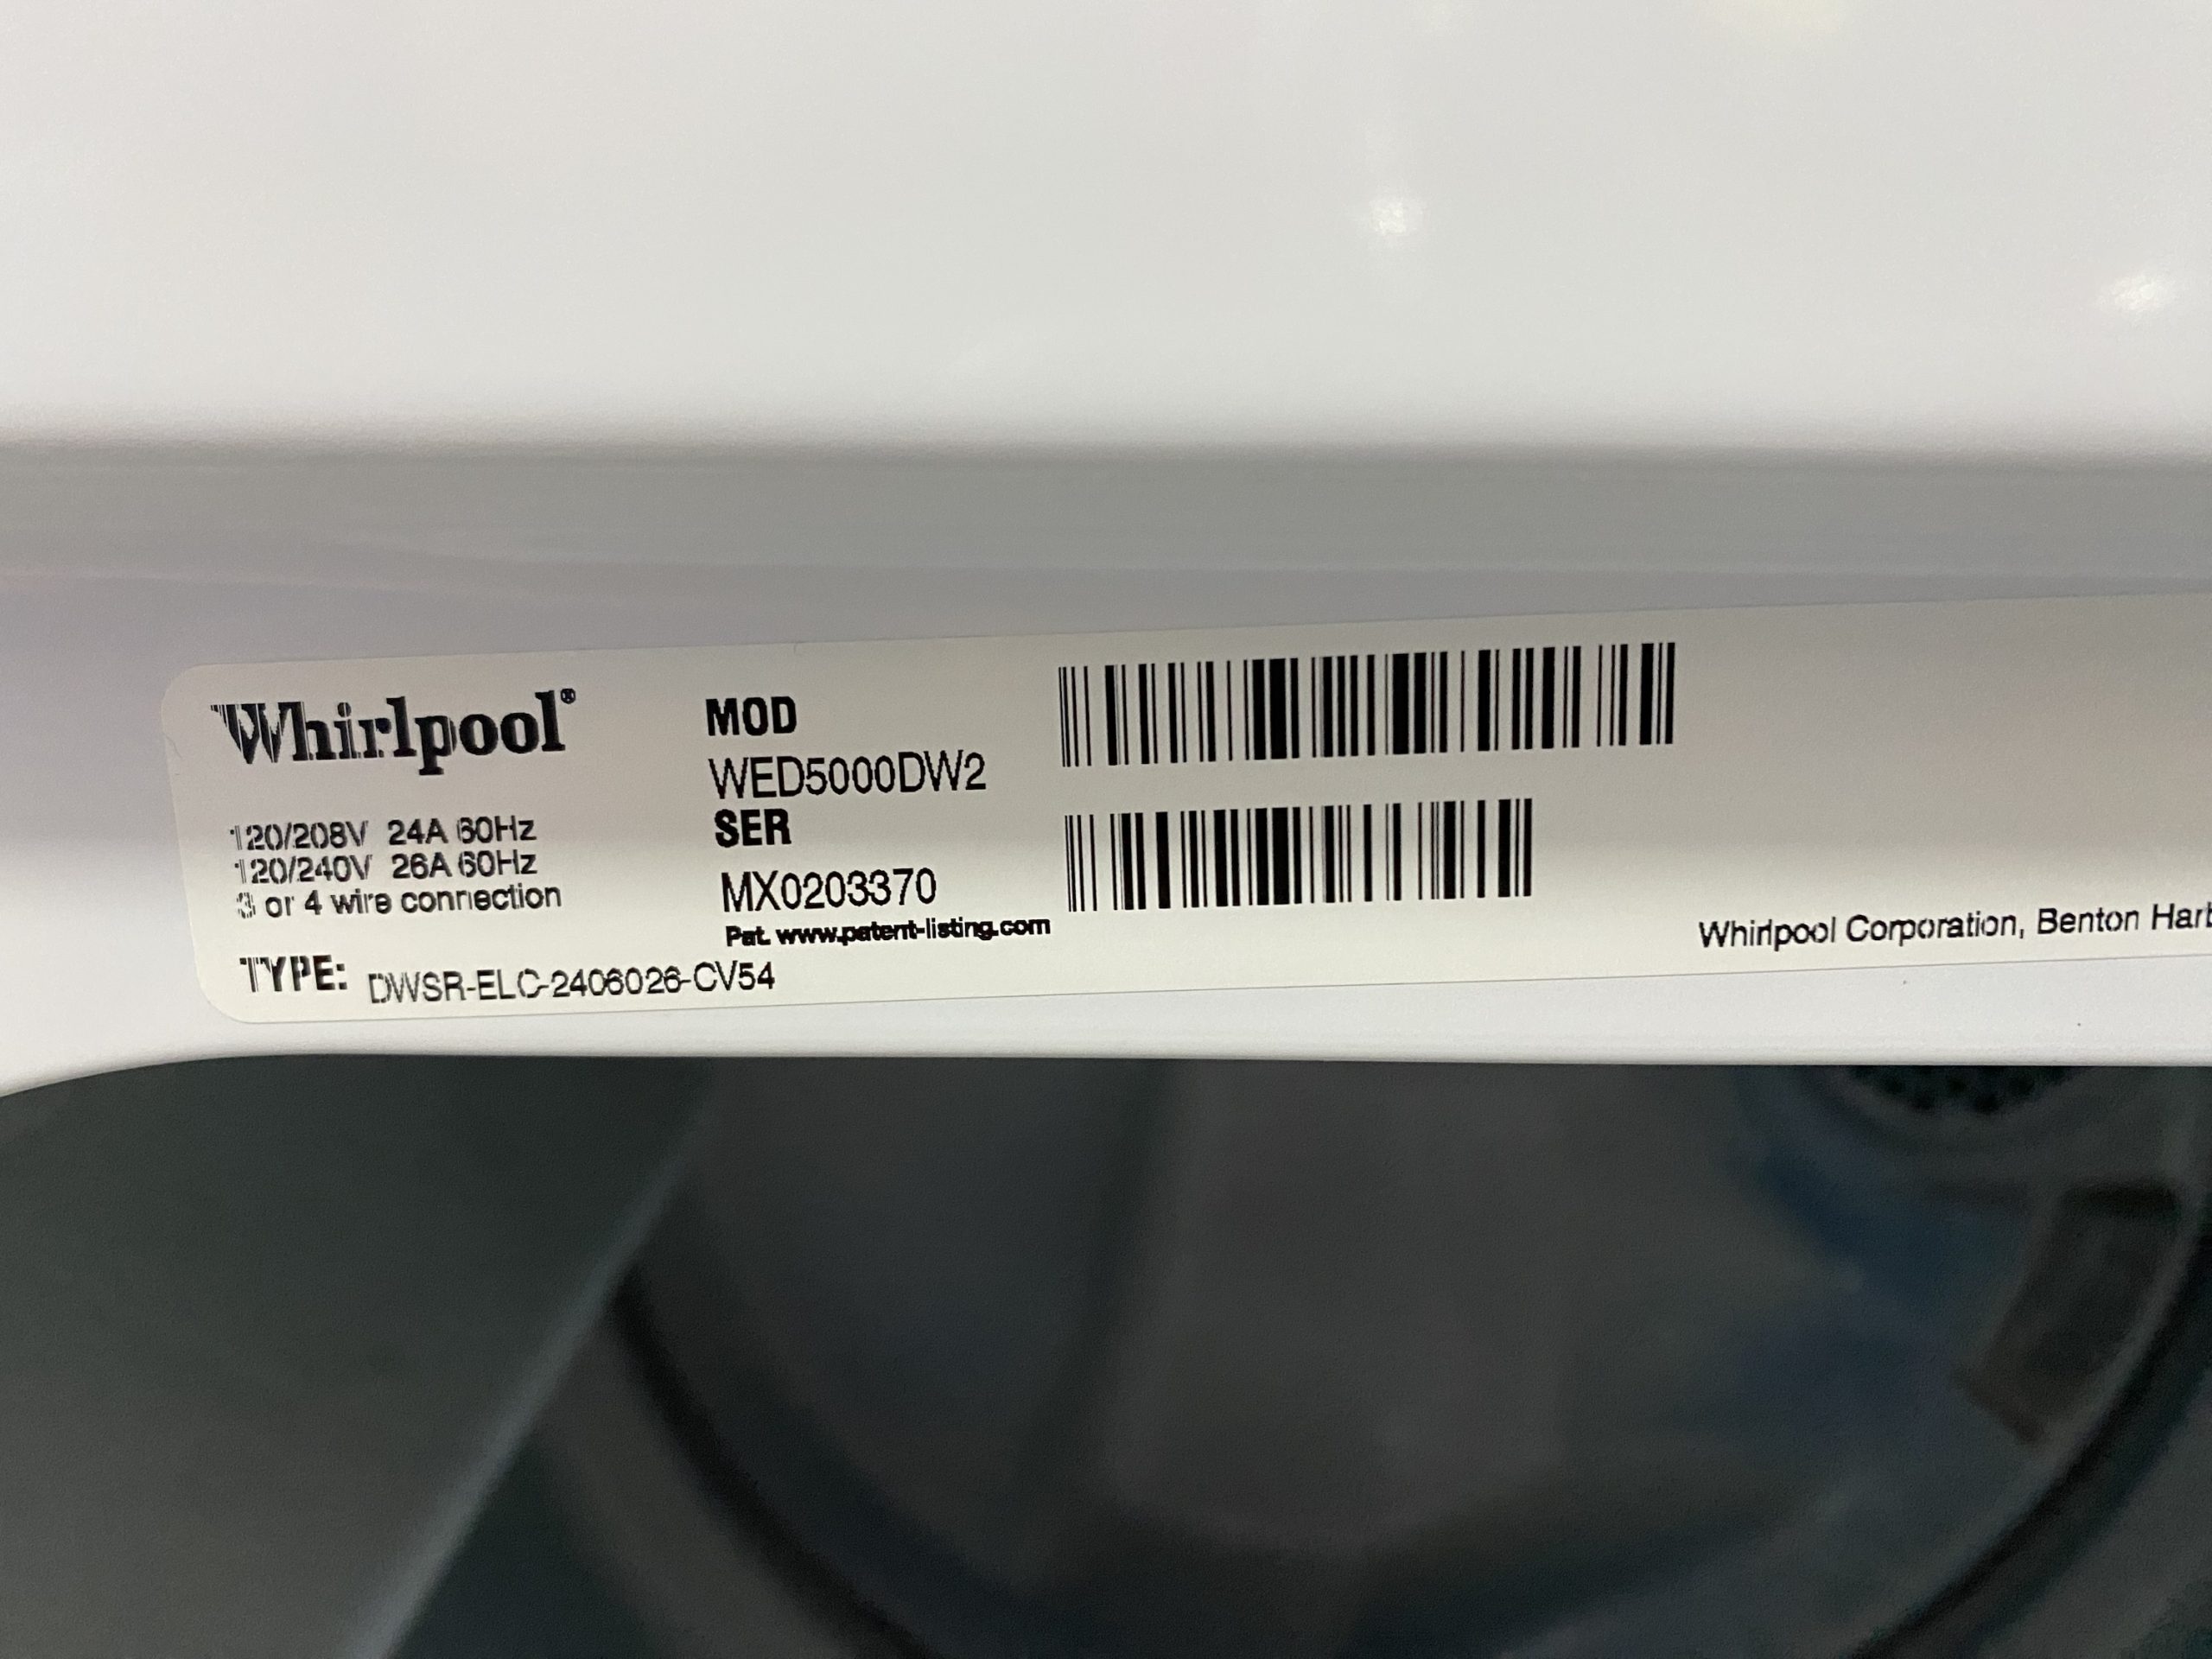 Whirlpool®
120/208V 24A 60Hz
120/240V 26A 60Hz
3 or 4 wire connection
TYPE: DWSR-ELC-2406026-CV54
MOD
WED5000DW2
SER
MX0203370
Pat. www.patent-listing.com
Whirlpool Corporation, Benton Harb